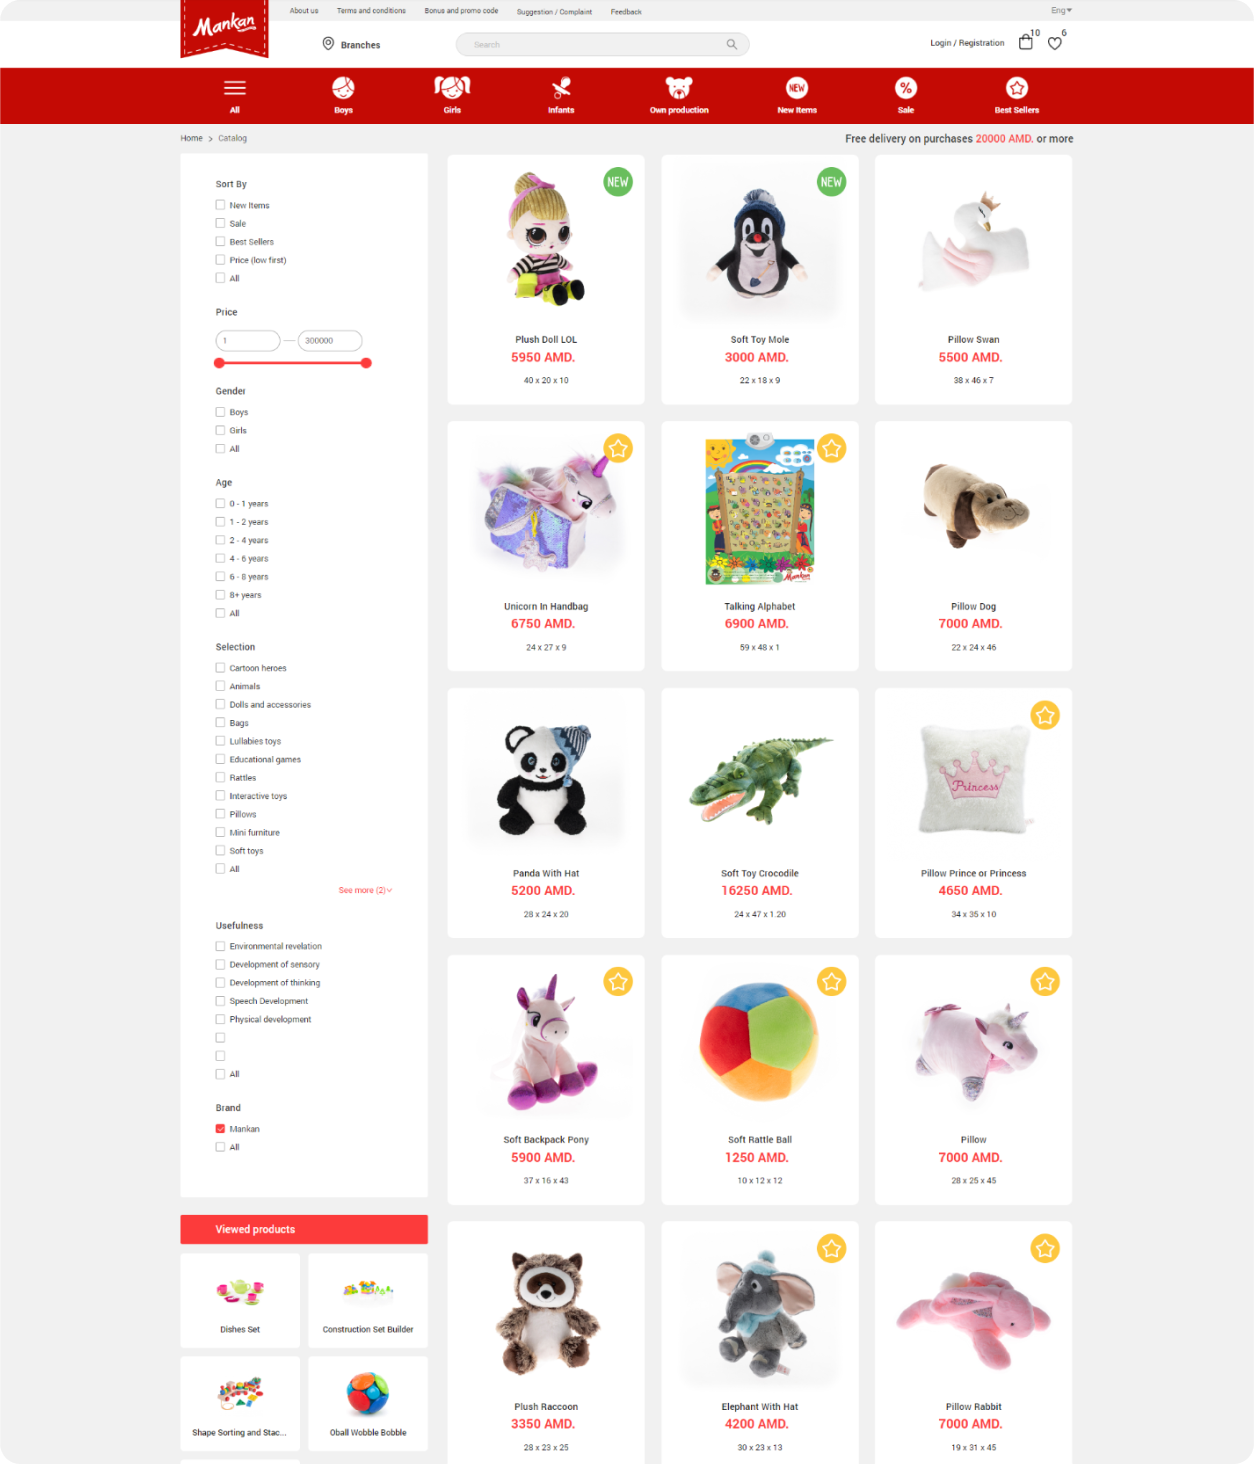 About us
Terms and conditions
Bonus and promo code
Suggestion / Complaint
Feedback
Eng
Mankan
Branches
Search
Login / Registration
10
6
All
Boys
Girls
Infants
Own production
NEW
New Items
%
Sale
Best Sellers
Home > Catalog
Free delivery on purchases 20000 AMD. or more
Sort By
New Items
Sale
Best Sellers
Price (low first)
All
Price
1 — 300000
Gender
Boys
Girls
All
Age
0 - 1 years
1 - 2 years
2 - 4 years
4 - 6 years
6 - 8 years
8+ years
All
Selection
Cartoon heroes
Animals
Dolls and accessories
Bags
Lullabies toys
Educational games
Rattles
Interactive toys
Pillows
Mini furniture
Soft toys
All
See more (2)
Usefulness
Environmental revelation
Development of sensory
Development of thinking
Speech Development
Physical development
All
Brand
Mankan
All
Viewed products
Dishes Set
Construction Set Builder
Shape Sorting and Stac...
Oball Wobble Bobble
NEW
Plush Doll LOL
5950 AMD.
40 x 20 x 10
NEW
Soft Toy Mole
3000 AMD.
22 x 18 x 9
Pillow Swan
5500 AMD.
38 x 46 x 7
Unicorn In Handbag
6750 AMD.
24 x 27 x 9
Mankan
Talking Alphabet
6900 AMD.
59 x 48 x 1
Pillow Dog
7000 AMD.
22 x 24 x 46
Panda With Hat
5200 AMD.
28 x 24 x 20
Soft Toy Crocodile
16250 AMD.
24 x 47 x 1.20
Princess
Pillow Prince or Princess
4650 AMD.
34 x 35 x 10
Soft Backpack Pony
5900 AMD.
37 x 16 x 43
Soft Rattle Ball
1250 AMD.
10 x 12 x 12
Pillow
7000 AMD.
28 x 25 x 45
Plush Raccoon
3350 AMD.
28 x 23 x 25
Elephant With Hat
4200 AMD.
30 x 23 x 13
Pillow Rabbit
7000 AMD.
19 x 31 x 45